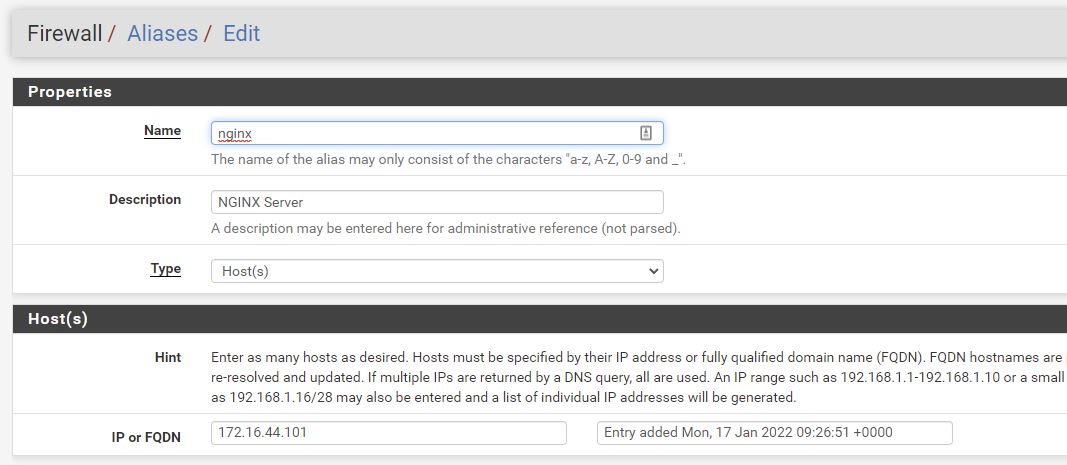 Firewall / Aliases / Edit
Properties
Name
nginx
The name of the alias may only consist of the characters "a-z, A-Z, 0-9 and _".
Description
NGINX Server
A description may be entered here for administrative reference (not parsed).
Type
Host(s)
Host(s)
Hint
Enter as many hosts as desired. Hosts must be specified by their IP address or fully qualified domain name (FQDN). FQDN hostnames are
re-resolved and updated. If multiple IPs are returned by a DNS query, all are used. An IP range such as 192.168.1.1-192.168.1.10 or a small
as 192.168.1.16/28 may also be entered and a list of individual IP addresses will be generated.
IP or FQDN
172.16.44.101
Entry added Mon, 17 Jan 2022 09:26:51 +0000